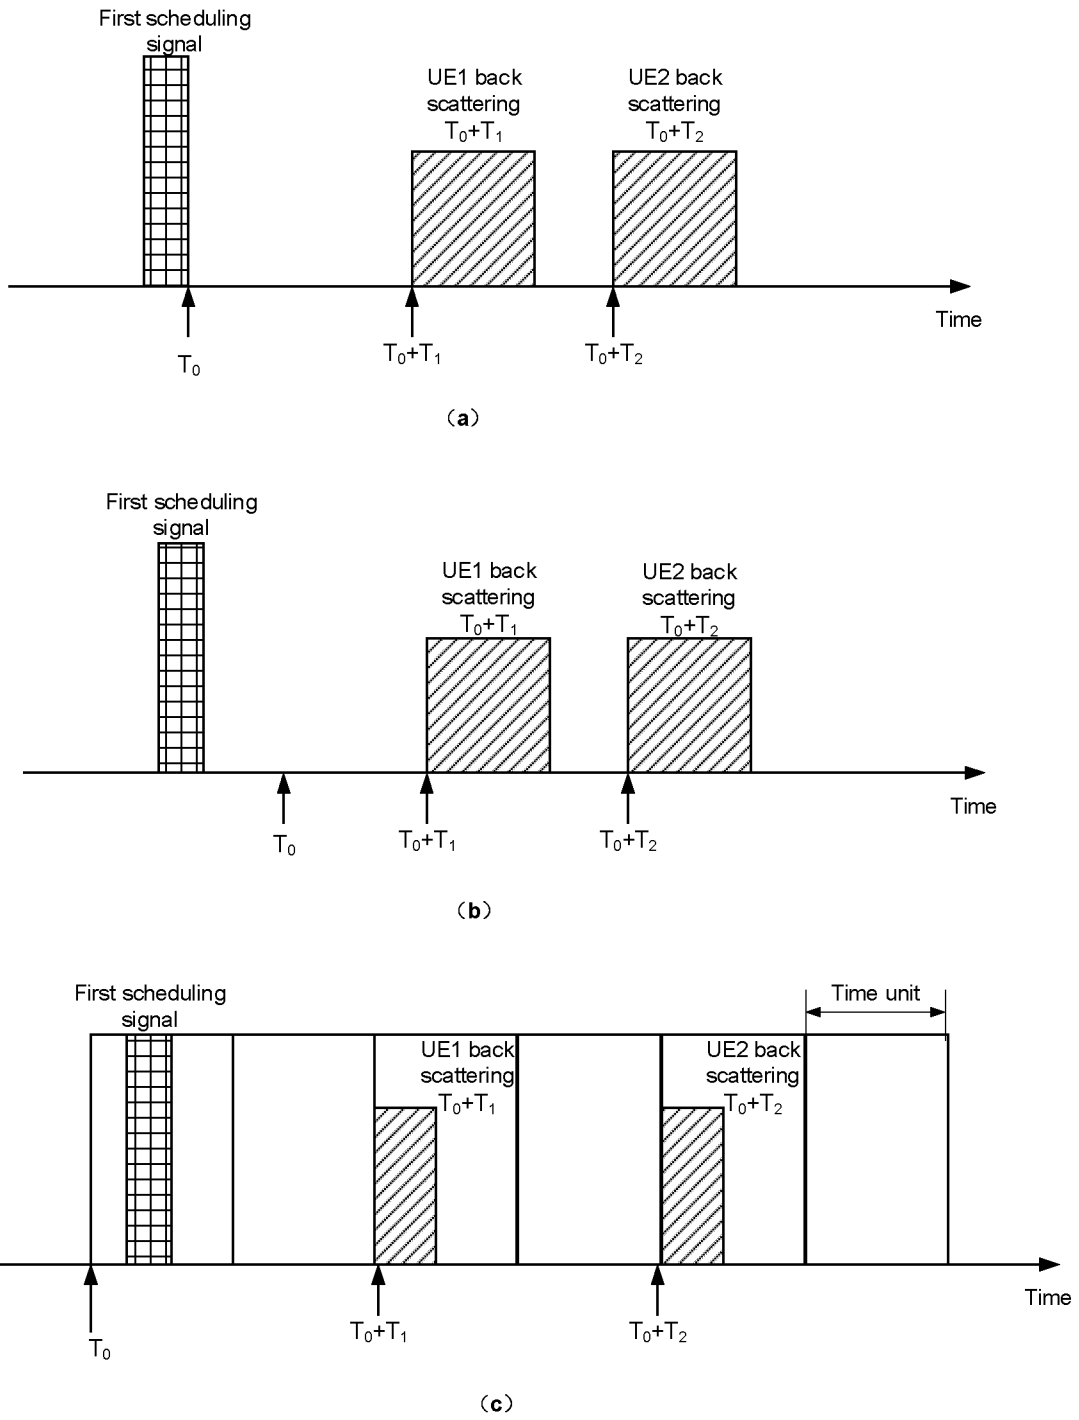 First scheduling
signal
UE1 back
scattering
T₀+T₁
UE2 back
scattering
T₀+T₂
Time
T₀
T₀+T₁
T₀+T₂
（a）
First scheduling
signal
UE1 back
scattering
T₀+T₁
UE2 back
scattering
T₀+T₂
Time
T₀
T₀+T₁
T₀+T₂
（b）
First scheduling
signal
Time unit
UE1 back
scattering
T₀+T₁
UE2 back
scattering
T₀+T₂
Time
T₀
T₀+T₁
T₀+T₂
（c）